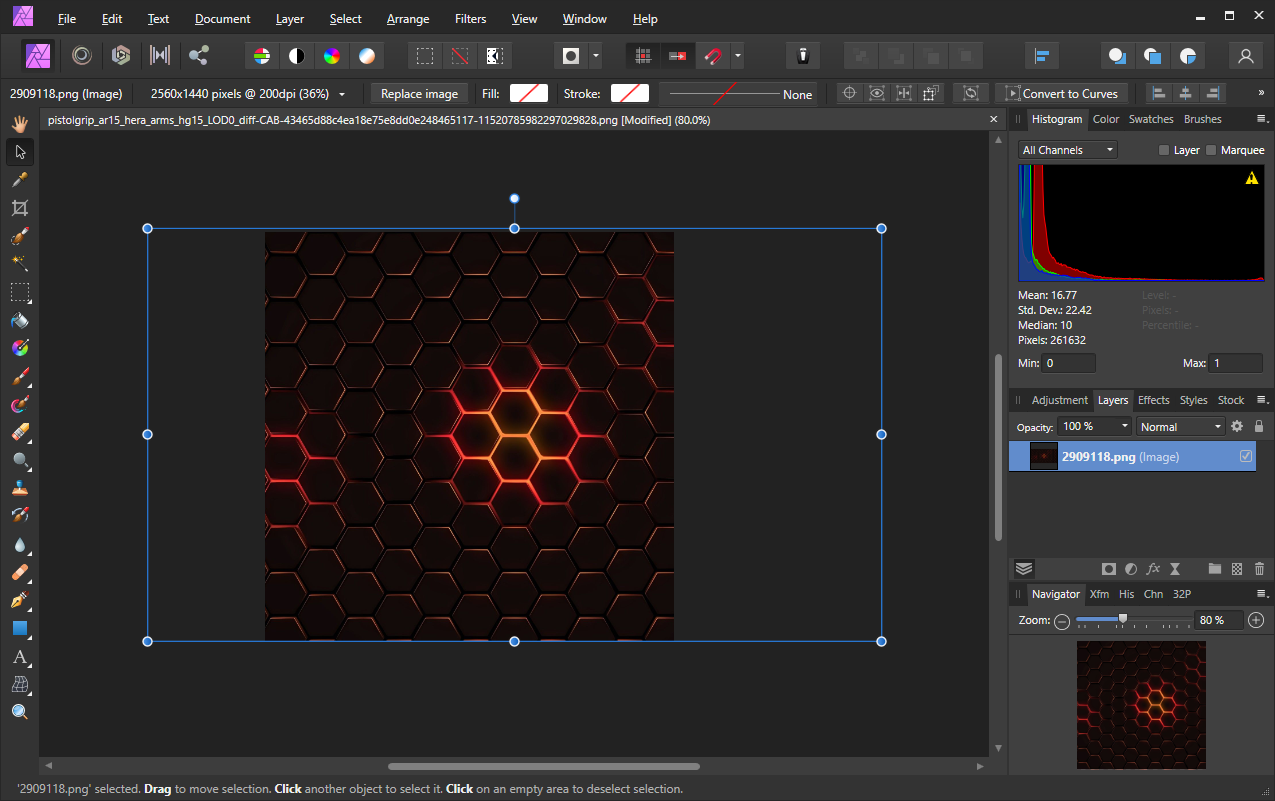 File Edit Text Document Layer Select Arrange Filters View Window Help
2909118.png (Image) 2560x1440 pixels @ 200dpi (36%) Replace image Fill: Stroke: None Convert to Curves »
pistolgrip_ar15_hera_arms_hg15_LOD0_diff-CAB-43465d88c4ea18e75e8dd0e248465117-11520785982297029828.png [Modified] (80.0%)
Histogram Color Swatches Brushes
All Channels Layer Marquee
Mean: 16.77 Level: -
Std. Dev.: 22.42 Pixels: -
Median: 10 Percentile: -
Pixels: 261632
Min: 0 Max: 1
Adjustment Layers Effects Styles Stock
Opacity: 100 % Normal
2909118.png (Image)
fx
Navigator Xfm His Chn 32P
Zoom: 80 %
A
'2909118.png' selected. Drag to move selection. Click another object to select it. Click on an empty area to deselect selection.